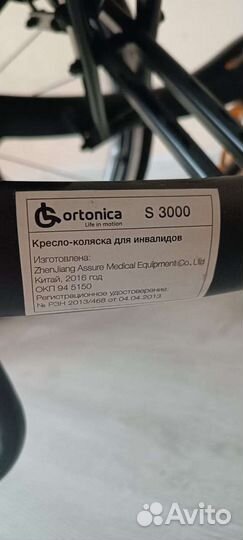 ortonica S 3000
Life in motion
Кресло-коляска для инвалидов
Изготовлена:
ZhenJiang Assure Medical Equipment Co., Ltd
Китай, 2016 год
ОКП 94 5150
Регистрационное удостоверение:
№ РЗН 2013/468 от 04.04.2013
Avito